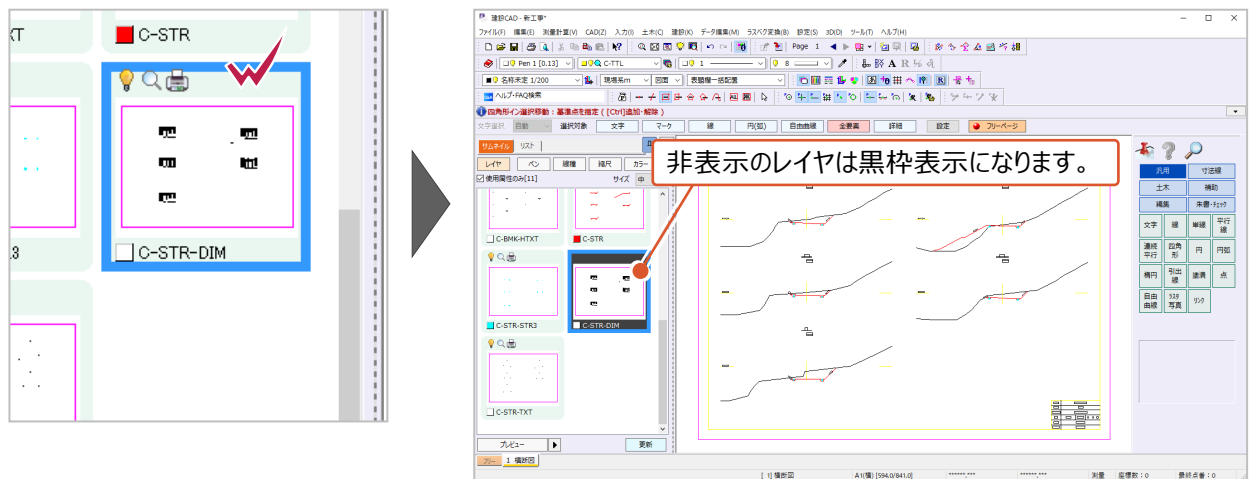 XT
C-STR
.3
C-STR-DIM
建設CAD - 新工事*
ファイル(F) 編集(E) 測量計算(V) CAD(Z) 入力(I) 土木(C) 建設(K) データ編集(M) ラスベク変換(B) 設定(S) 3D(D) ツール(T) ヘルプ(H)
Page 1
Pen 1 [0.13] C-TTL 1 8 A R
名称未定 1/200 現場系m 図面 表題欄一括配置
ヘルプ・FAQ検索
四角形イン選択移動：基準点を指定 ( [Ctrl]追加・解除 )
文字選択 自動 選択対象 文字 マーク 線 円(弧) 自由曲線 全要素 詳細 設定 フリーページ
サムネイル リスト
レイヤ ペン 線種 縮尺 カラー
使用属性のみ[11] サイズ 中
非表示のレイヤは黒枠表示になります。
C-BMK-HTXT C-STR
C-STR-STR3 C-STR-DIM
C-STR-TXT
プレビュー 更新
フリー 1 横断図
汎用 寸法線
土木 補助
編集 朱書・ﾁｪｯｸ
文字 線 単線 平行線
連続平行 四角形 円 円弧
楕円 引出線 塗潰 点
自由曲線 ﾗｽﾀ写真 ﾘﾝｸ
[ 1] 横断図 A1(横) [594.0/841.0] ******.*** ******.*** 測量 座標数：0 最終点番：0